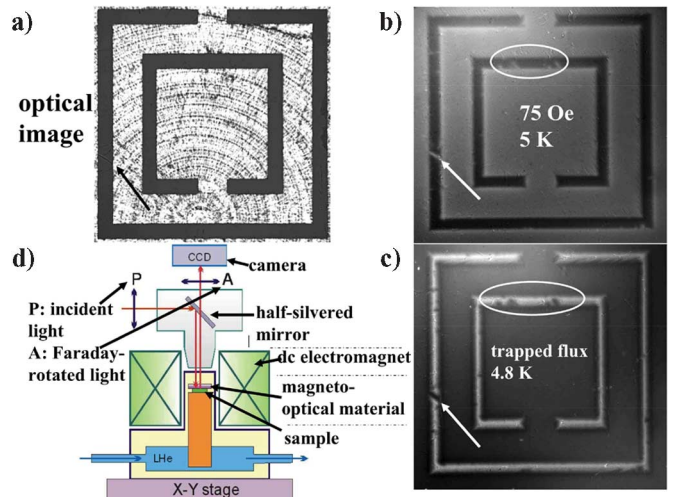 a)
optical
image
b)
75 Oe
5 K
c)
trapped flux
4.8 K
d)
CCD
camera
P
A
P: incident
light
A: Faraday-
rotated light
half-silvered
mirror
dc electromagnet
magneto-
optical material
sample
LHe
X-Y stage